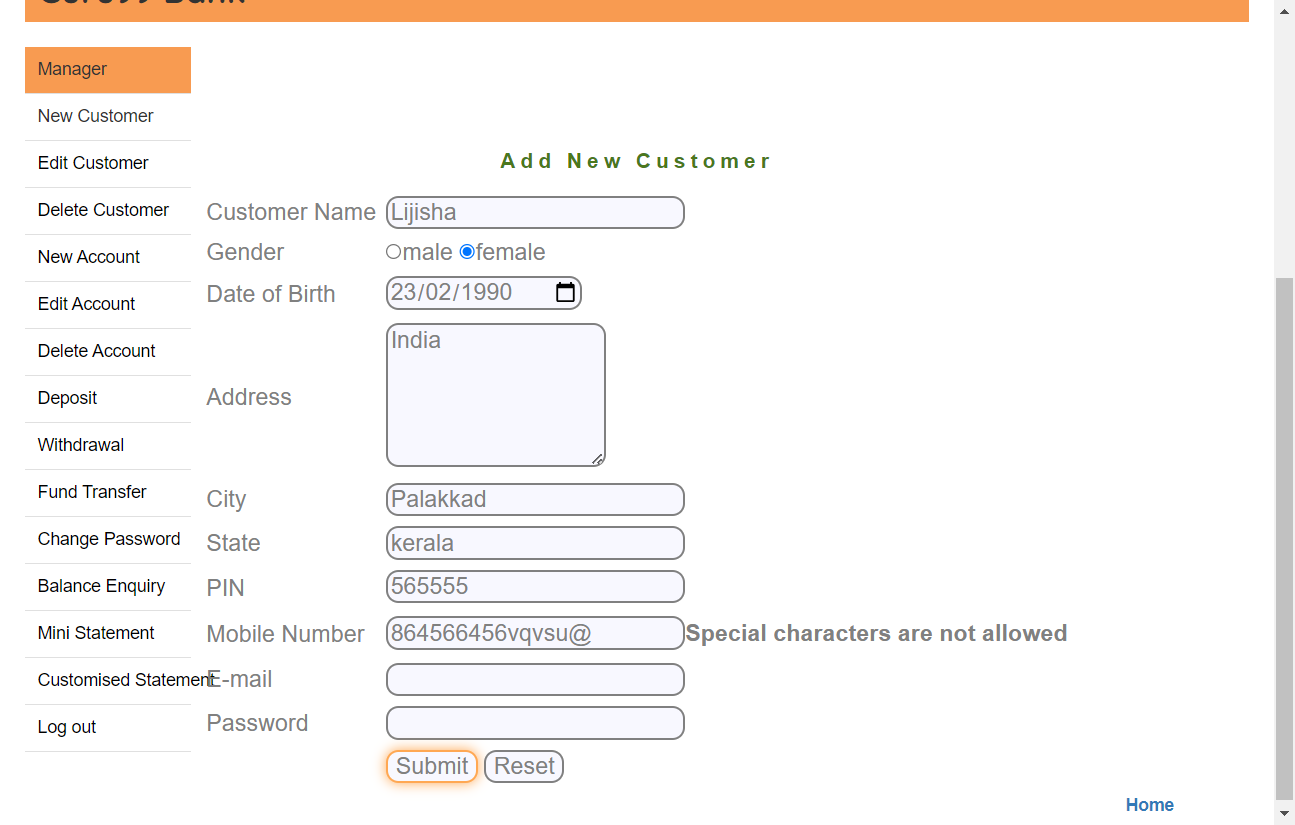 Manager
New Customer
Edit Customer
Delete Customer
New Account
Edit Account
Delete Account
Deposit
Withdrawal
Fund Transfer
Change Password
Balance Enquiry
Mini Statement
Customised Statement
Log out
Add New Customer
Customer Name Lijisha
Gender male female
Date of Birth 23/02/1990
Address India
City Palakkad
State kerala
PIN 565555
Mobile Number 864566456vqvsu@ Special characters are not allowed
E-mail
Password
Submit Reset
Home